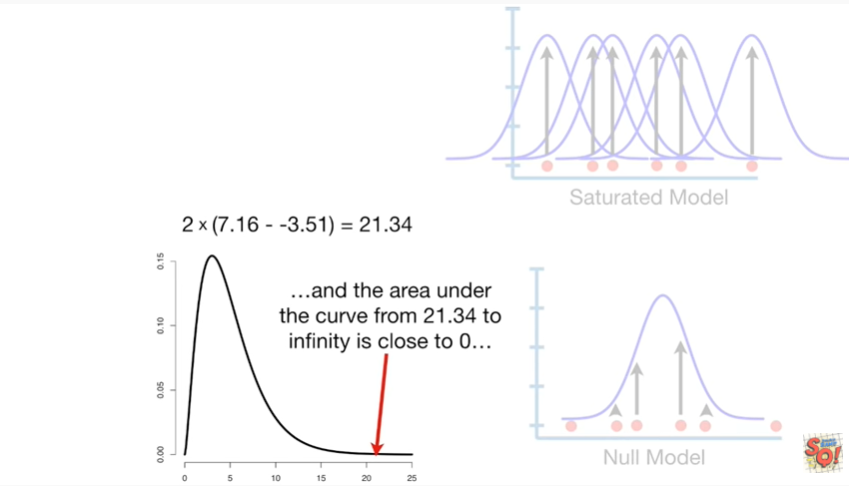 Saturated Model
2 × (7.16 - -3.51) = 21.34
0.15
0.10
0.05
0.00
…and the area under
the curve from 21.34 to
infinity is close to 0…
0 5 10 15 20 25
Null Model
SQ!